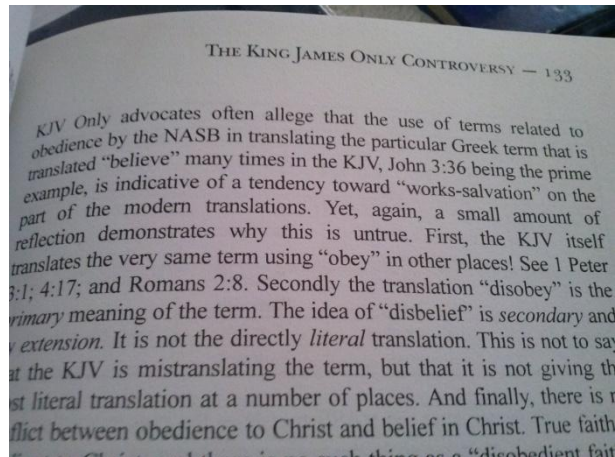 THE KING JAMES ONLY CONTROVERSY — 133
KJV Only advocates often allege that the use of terms related to
obedience by the NASB in translating the particular Greek term that is
translated “believe” many times in the KJV, John 3:36 being the prime
example, is indicative of a tendency toward “works-salvation” on the
part of the modern translations. Yet, again, a small amount of
reflection demonstrates why this is untrue. First, the KJV itself
translates the very same term using “obey” in other places! See 1 Peter
3:1; 4:17; and Romans 2:8. Secondly the translation “disobey” is the
primary meaning of the term. The idea of “disbelief” is secondary and
extension. It is not the directly literal translation. This is not to say
the KJV is mistranslating the term, but that it is not giving
literal translation at a number of places. And finally, there is
between obedience to Christ and belief in Christ. True faith
such thing as a “disobedient